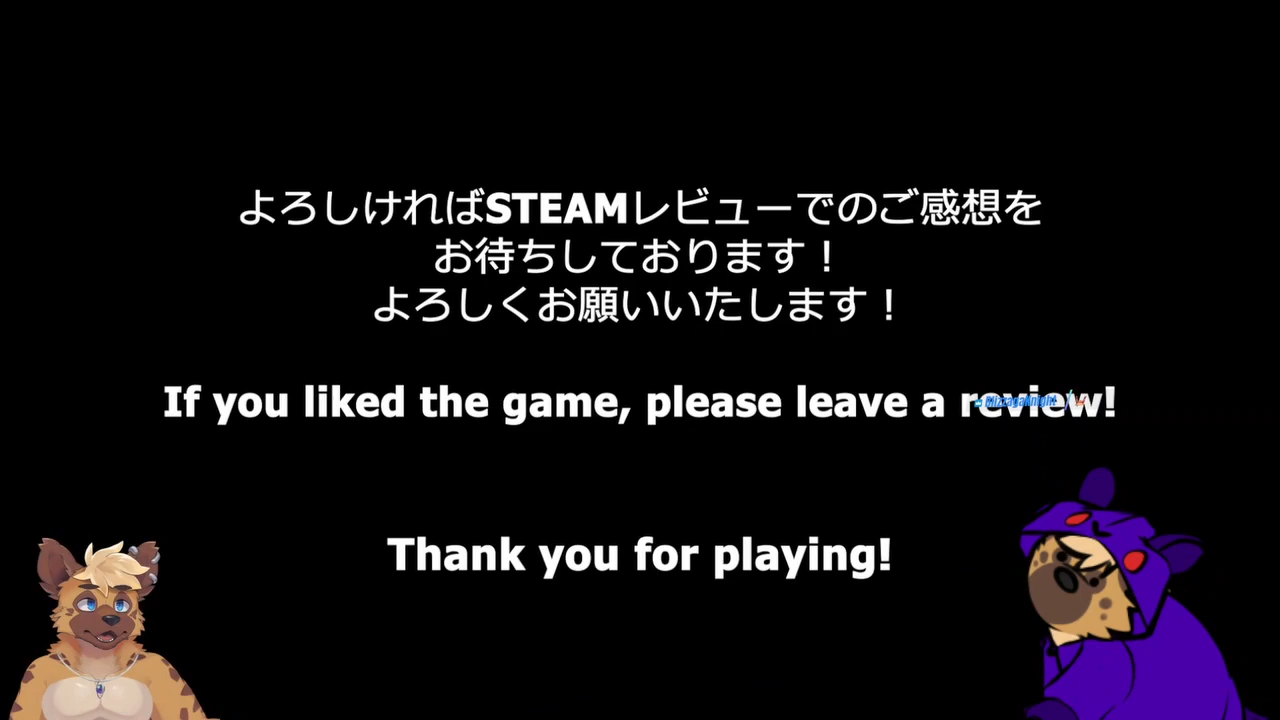 よろしければSTEAMレビューでのご感想を
お待ちしております！
よろしくお願いいたします！
If you liked the game, please leave a review!
Thank you for playing!